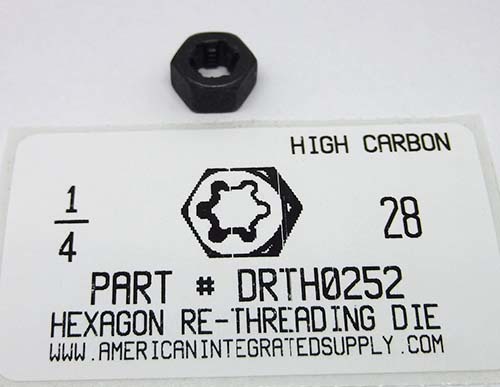 HIGH CARBON
1/4
28
PART # DRTH0252
HEXAGON RE-THREADING DIE
WWW.AMERICANINTEGRATEDSUPPLY.COM